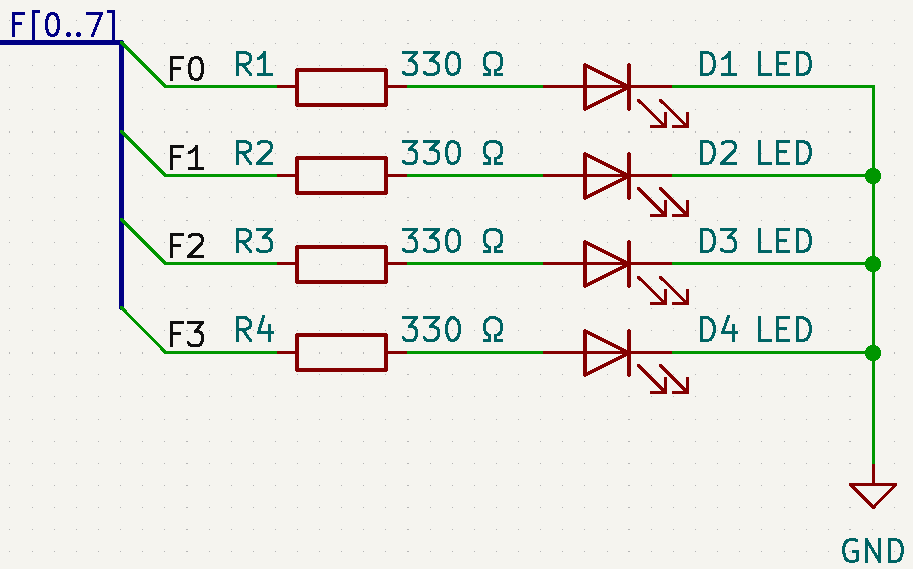 F[0..7]
F0 R1 330 Ω D1 LED
F1 R2 330 Ω D2 LED
F2 R3 330 Ω D3 LED
F3 R4 330 Ω D4 LED
GND